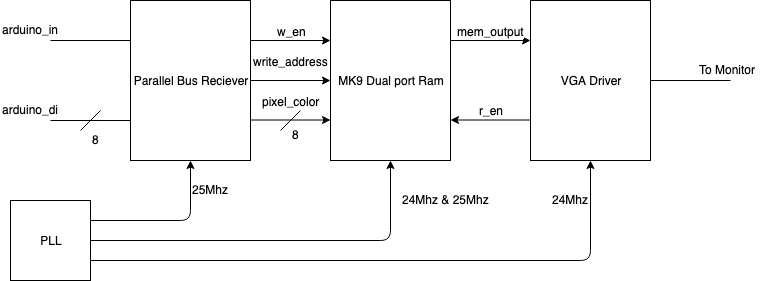 arduino_in
w_en
mem_output
write_address
To Monitor
Parallel Bus Reciever
MK9 Dual port Ram
VGA Driver
arduino_di
pixel_color
r_en
8
8
25Mhz
24Mhz & 25Mhz
24Mhz
PLL